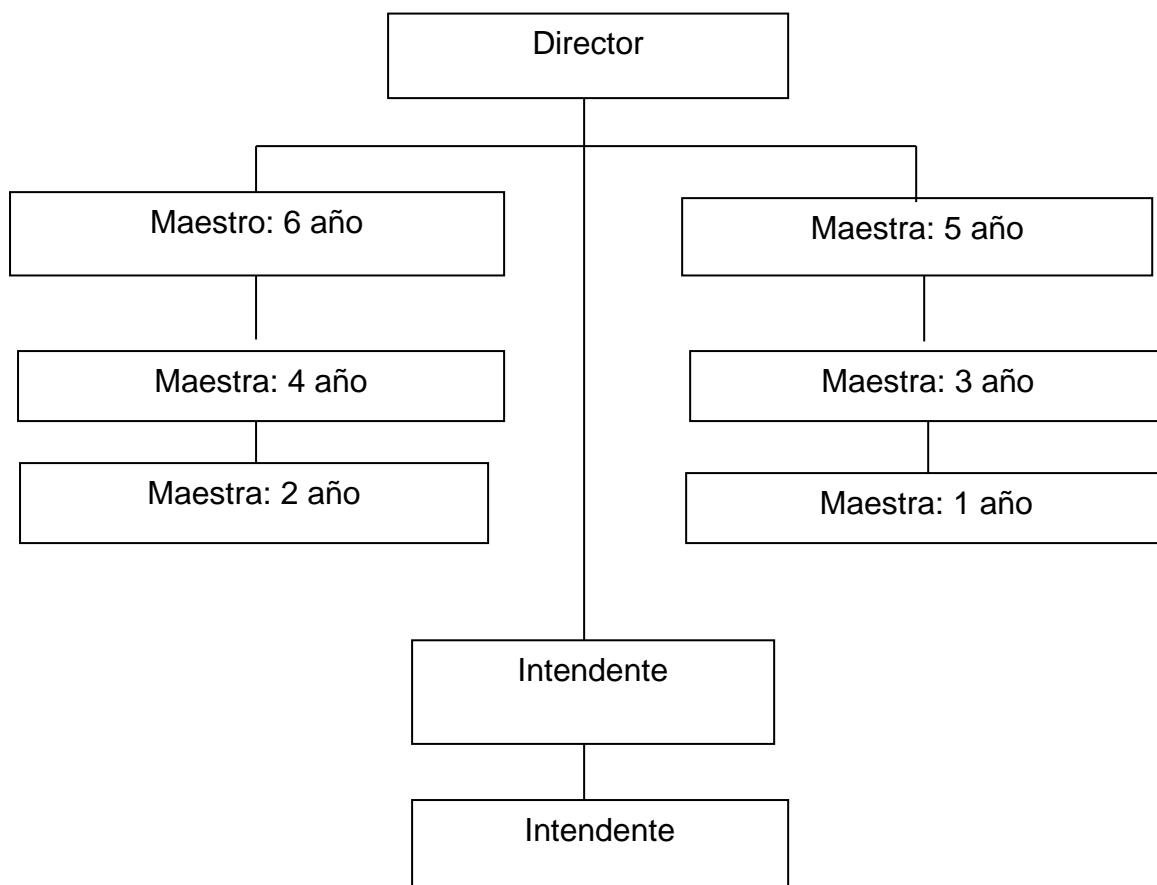 Director
Maestro: 6 año
Maestra: 5 año
Maestra: 4 año
Maestra: 3 año
Maestra: 2 año
Maestra: 1 año
Intendente
Intendente